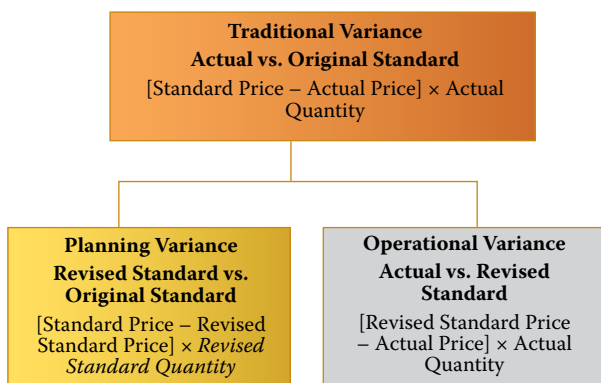 Traditional Variance
Actual vs. Original Standard
[Standard Price – Actual Price] × Actual
Quantity
Planning Variance
Revised Standard vs.
Original Standard
[Standard Price – Revised
Standard Price] × Revised
Standard Quantity
Operational Variance
Actual vs. Revised
Standard
[Revised Standard Price
– Actual Price] × Actual
Quantity